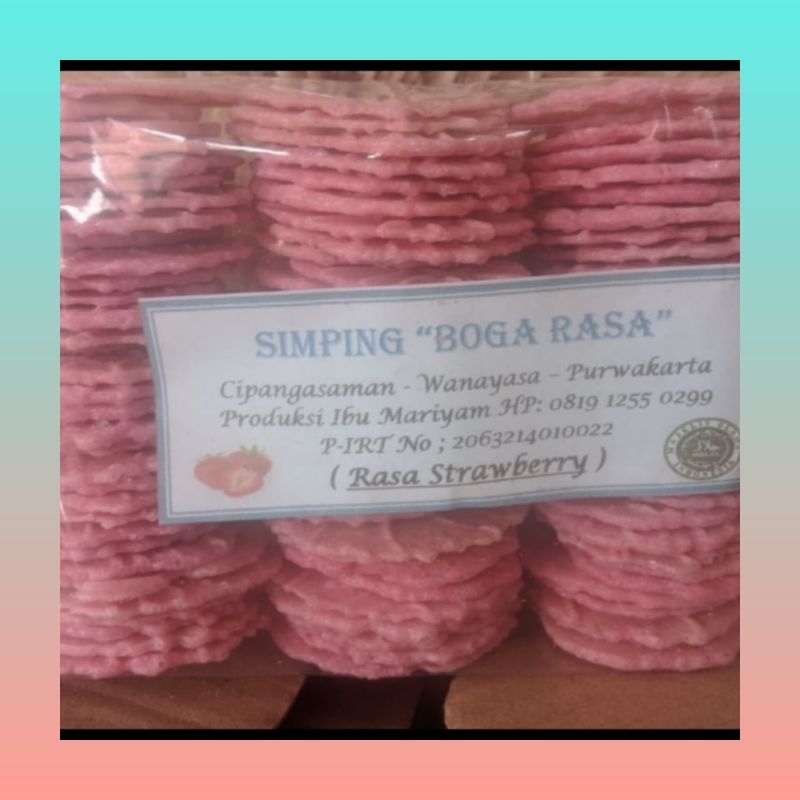 SIMPING "BOGA RASA"
Cipangasaman - Wanayasa - Purwakarta
Produksi Ibu Mariyam HP: 0819 1255 0299
P-IRT No ; 2063214010022
( Rasa Strawberry )